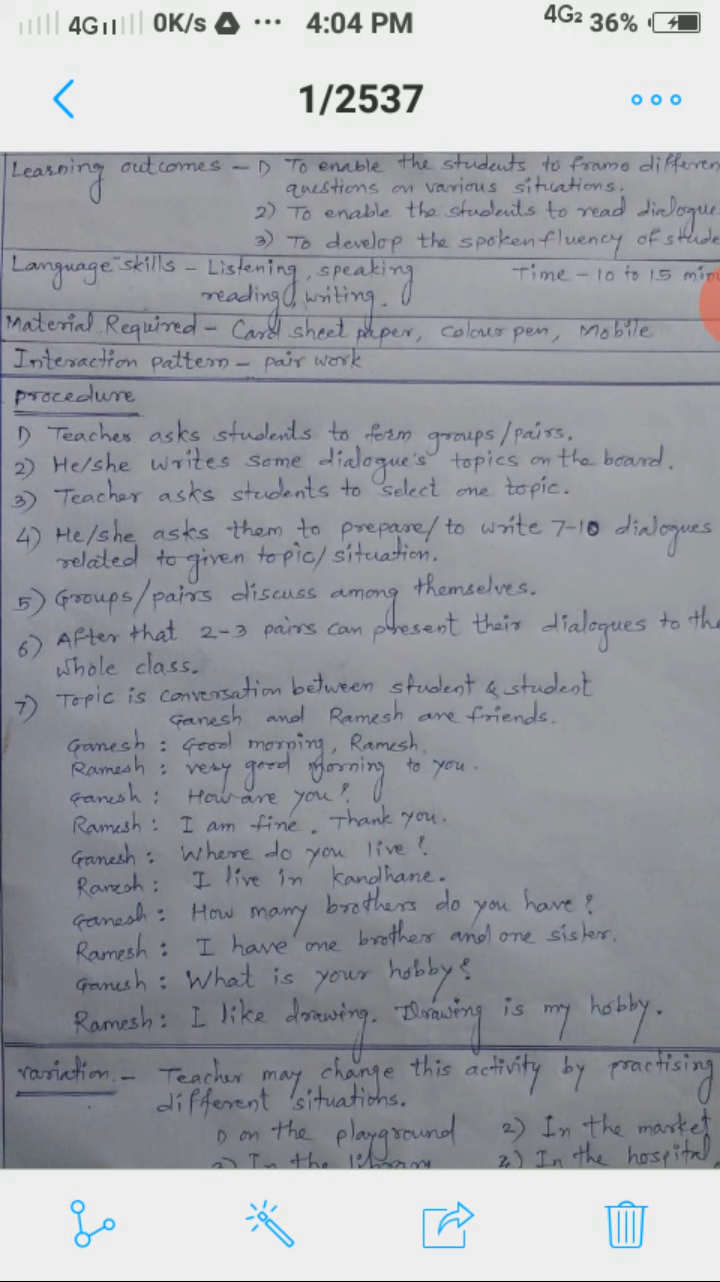 4G 0K/s ... 4:04 PM 4G2 36%
1/2537
Learning outcomes – 1) To enable the students to frame differen
questions on various situations.
2) To enable the students to read dialogue
3) To develop the spoken fluency of stude
Language skills – Listening, speaking Time – 10 to 15 min
reading, writing.
Material Required – Card sheet paper, colour pen, Mobile
Interaction pattern – pair work
procedure
1) Teacher asks students to form groups/pairs.
2) He/she writes some dialogue's topics on the board.
3) Teacher asks students to select one topic.
4) He/she asks them to prepare/to write 7-10 dialogues
related to given topic/situation.
5) Groups/pairs discuss among themselves.
6) After that 2-3 pairs can present their dialogues to the
whole class.
7) Topic is conversation between student & student
Ganesh and Ramesh are friends.
Ganesh : Good morning, Ramesh.
Ramesh : very good morning to you.
Ganesh : How are you?
Ramesh : I am fine. Thank you.
Ganesh : Where do you live?
Ramesh : I live in Kandhane.
Ganesh : How many brothers do you have?
Ramesh : I have one brother and one sister.
Ganesh : What is your hobby?
Ramesh : I like drawing. Drawing is my hobby.
variation – Teacher may change this activity by practising
different situations.
1) on the playground 2) In the market
3) In the library 4) In the hospital.